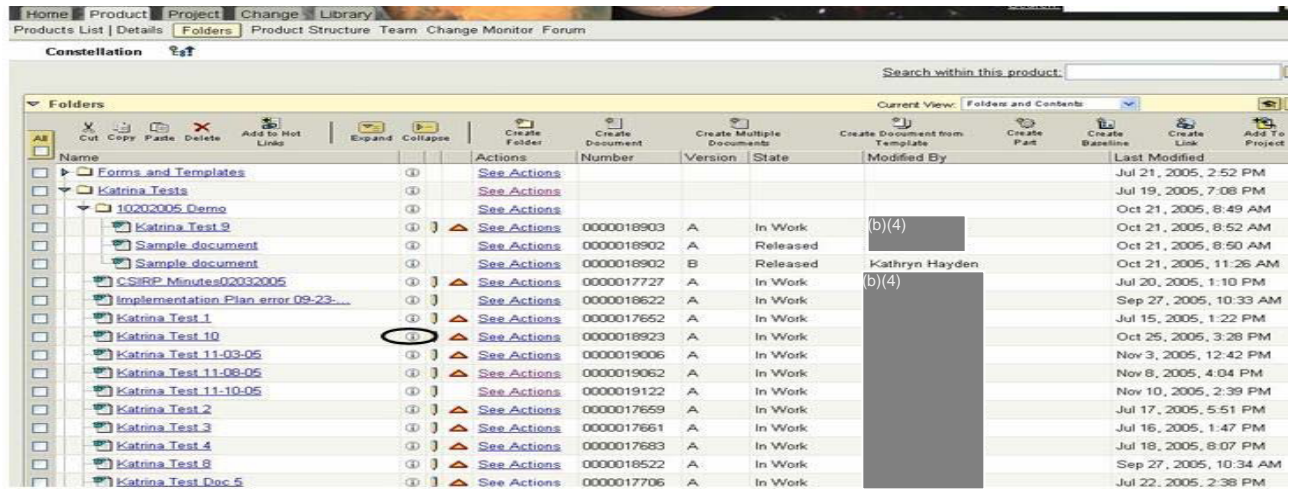 Home Product Project Change Library
Products List | Details Folders Product Structure Team Change Monitor Forum
Constellation
Search within this product:
Folders Current View: Folders and Contents
All Cut Copy Paste Delete Add to Hot Links Expand Collapse Create Folder Create Document Create Multiple Documents Create Document from Template Create Part Create Baseline Create Link Add To Project
Name Actions Number Version State Modified By Last Modified
Forms and Templates See Actions Jul 21, 2005, 2:52 PM
Katrina Tests See Actions Jul 19, 2005, 7:08 PM
10202005 Demo See Actions Oct 21, 2005, 8:49 AM
Katrina Test 9 See Actions 0000018903 A In Work (b)(4) Oct 21, 2005, 8:52 AM
Sample document See Actions 0000018902 A Released Oct 21, 2005, 8:50 AM
Sample document See Actions 0000018902 B Released Kathryn Hayden Oct 21, 2005, 11:26 AM
CSIRP Minutes02032005 See Actions 0000017727 A In Work (b)(4) Jul 20, 2005, 1:10 PM
Implementation Plan error 09-23-... See Actions 0000018622 A In Work Sep 27, 2005, 10:33 AM
Katrina Test 1 See Actions 0000017652 A In Work Jul 15, 2005, 1:22 PM
Katrina Test 10 See Actions 0000018923 A In Work Oct 25, 2005, 3:28 PM
Katrina Test 11-03-05 See Actions 0000019006 A In Work Nov 3, 2005, 12:42 PM
Katrina Test 11-08-05 See Actions 0000019062 A In Work Nov 8, 2005, 4:04 PM
Katrina Test 11-10-05 See Actions 0000019122 A In Work Nov 10, 2005, 2:39 PM
Katrina Test 2 See Actions 0000017659 A In Work Jul 17, 2005, 5:51 PM
Katrina Test 3 See Actions 0000017661 A In Work Jul 16, 2005, 1:47 PM
Katrina Test 4 See Actions 0000017683 A In Work Jul 18, 2005, 8:07 PM
Katrina Test 8 See Actions 0000018522 A In Work Sep 27, 2005, 10:34 AM
Katrina Test Doc 5 See Actions 0000017706 A In Work Jul 22, 2005, 2:38 PM